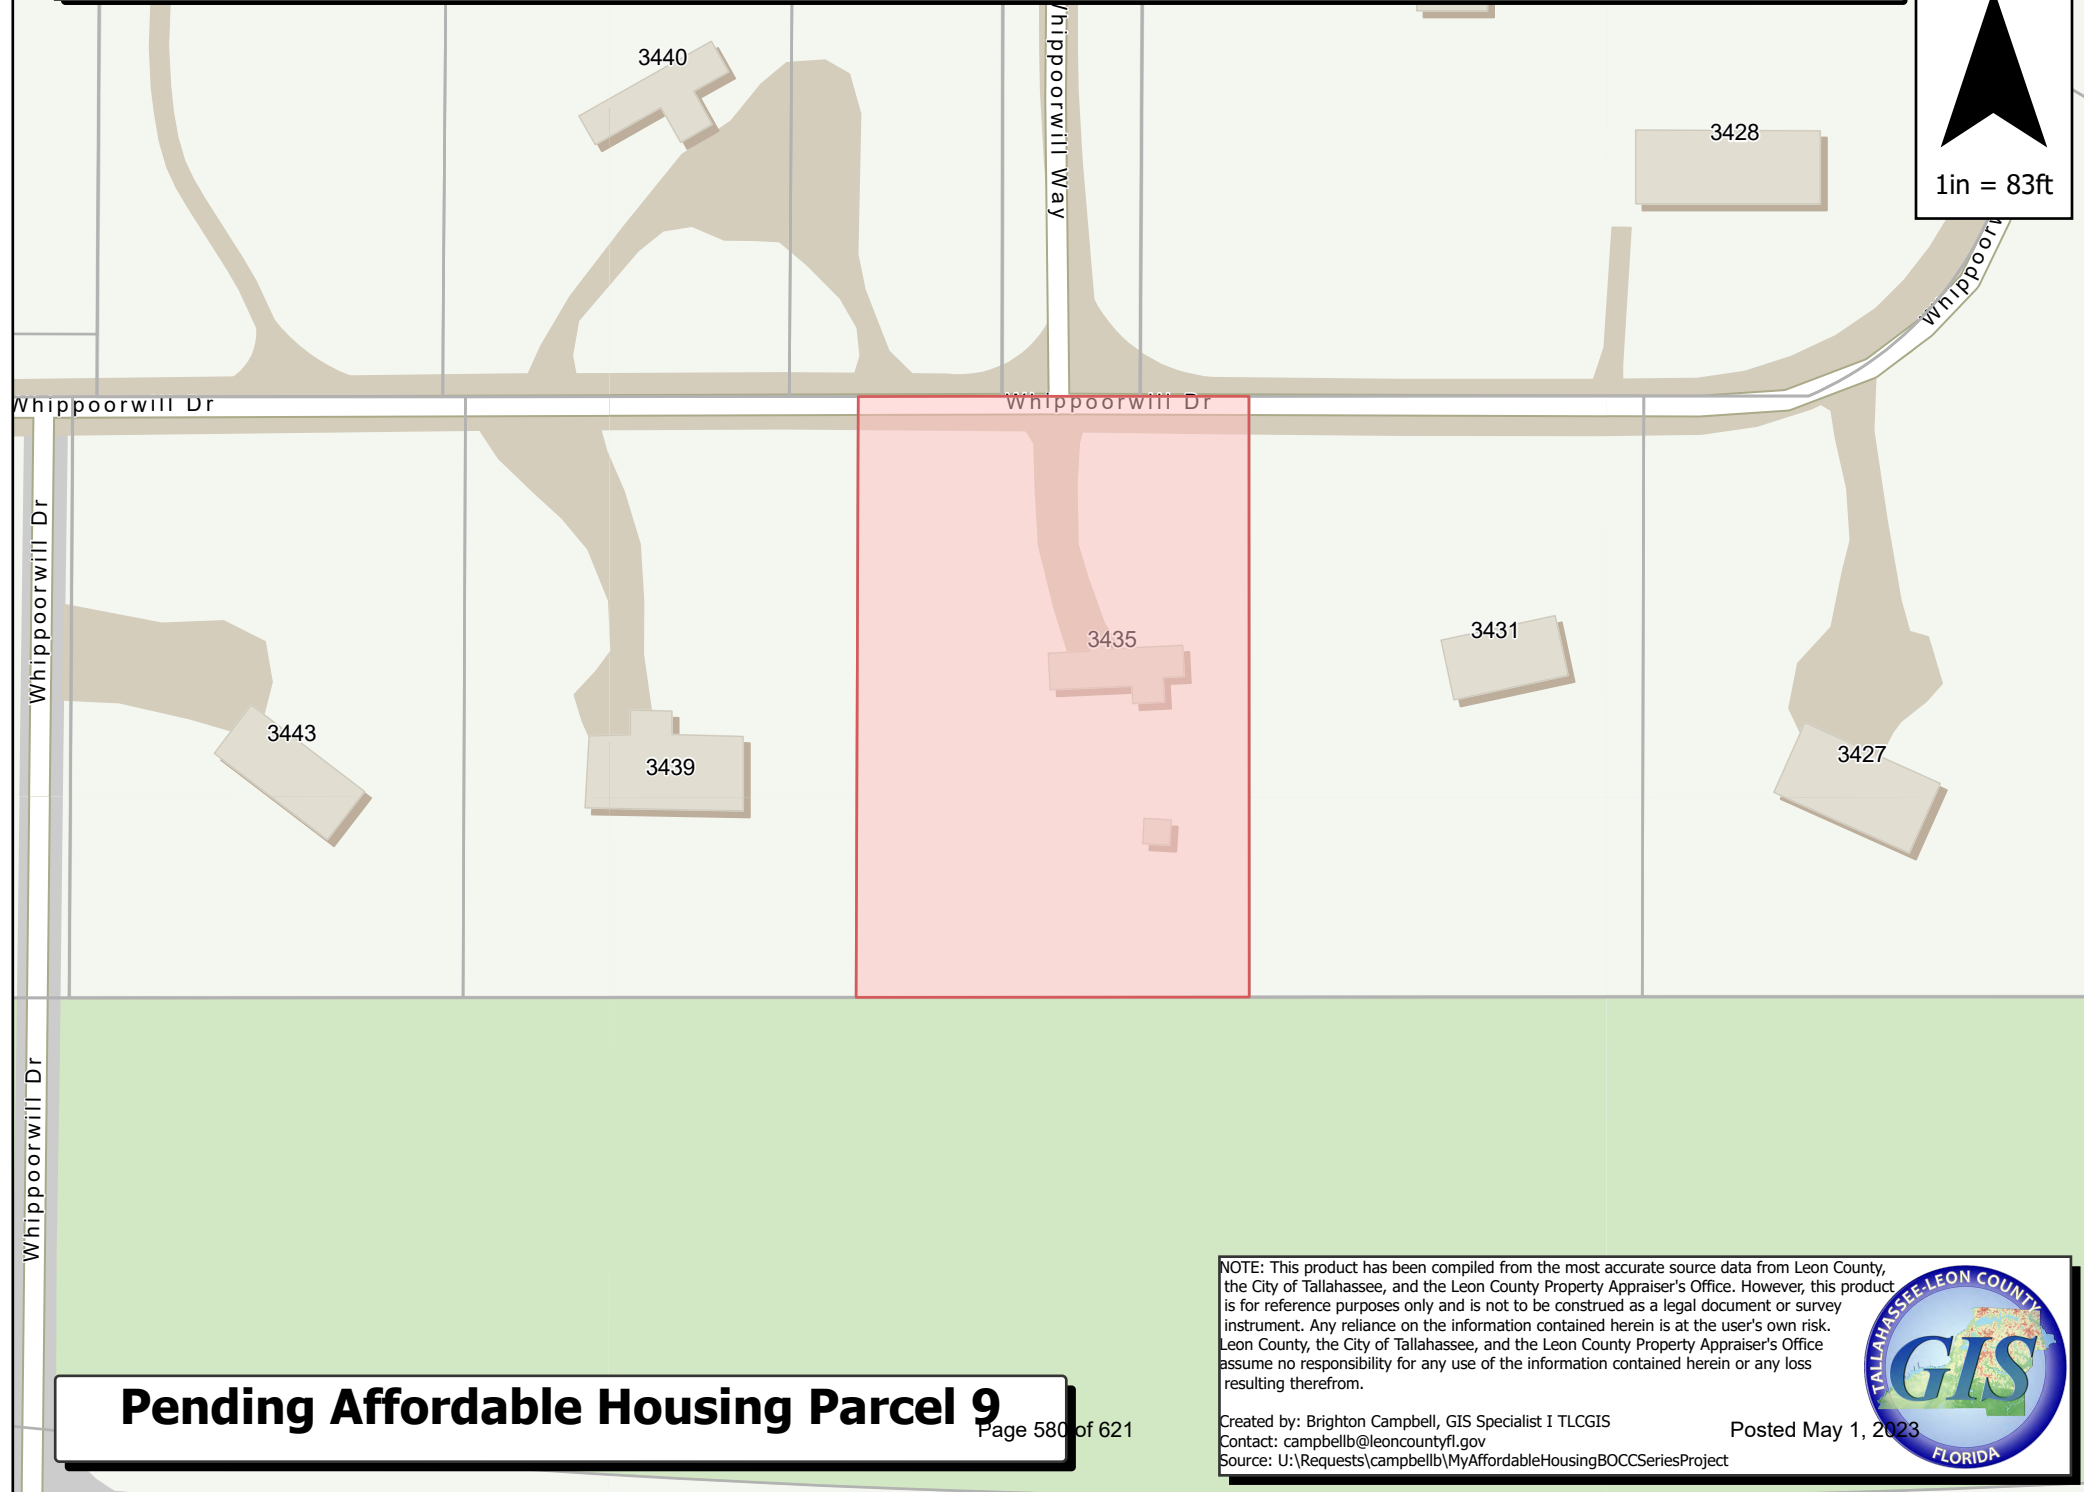 3440
Whippoorwill Way
3428
1in = 83ft
Whippoorw
Whippoorwill Dr
Whippoorwill Dr
Whippoorwill Dr
3435
3431
3443
3439
3427
Whippoorwill Dr
NOTE: This product has been compiled from the most accurate source data from Leon County,
the City of Tallahassee, and the Leon County Property Appraiser's Office. However, this product
is for reference purposes only and is not to be construed as a legal document or survey
instrument. Any reliance on the information contained herein is at the user's own risk.
Leon County, the City of Tallahassee, and the Leon County Property Appraiser's Office
assume no responsibility for any use of the information contained herein or any loss
resulting therefrom.
Created by: Brighton Campbell, GIS Specialist I TLCGIS
Contact: campbellb@leoncountyfl.gov
Source: U:\Requests\campbellb\MyAffordableHousingBOCCSeriesProject
TALLAHASSEE-LEON COUNTY
GIS
FLORIDA
Pending Affordable Housing Parcel 9
Page 580 of 621
Posted May 1, 2023